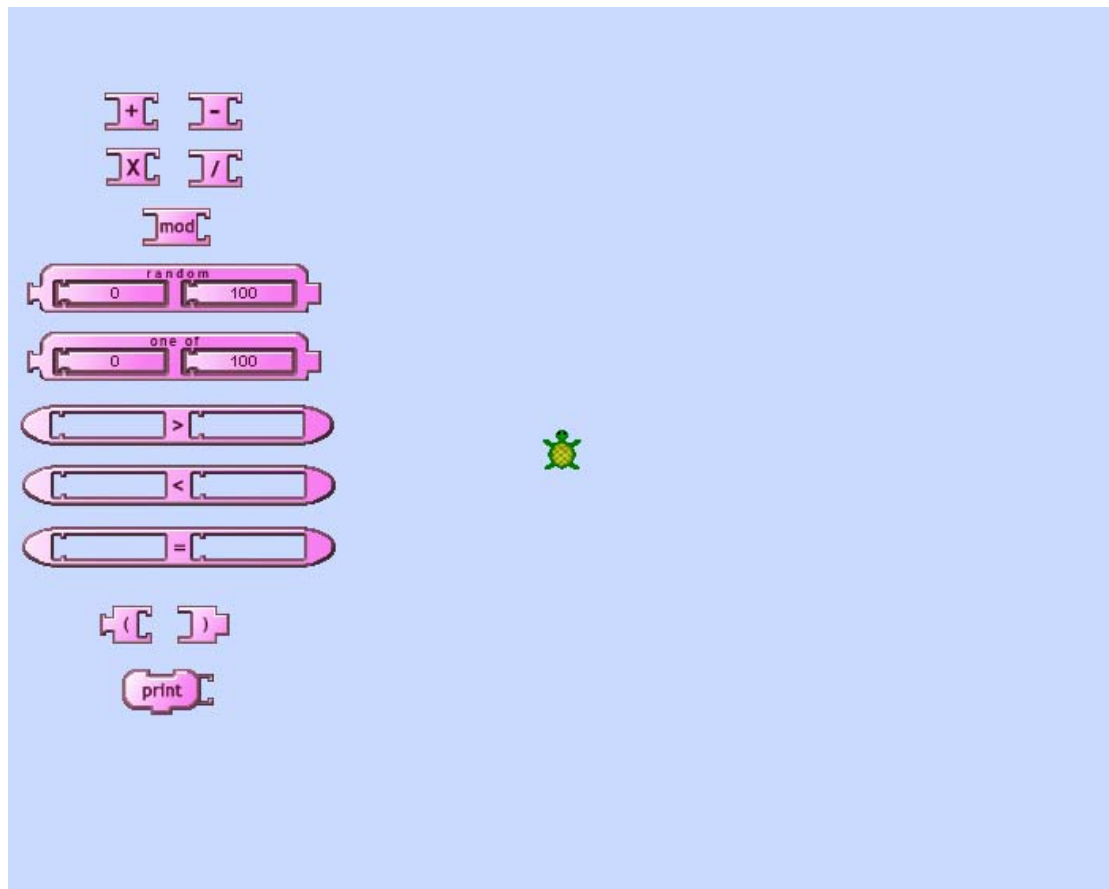 + -
X /
mod
random
0 100
one of
0 100
>
<
=
( )
print